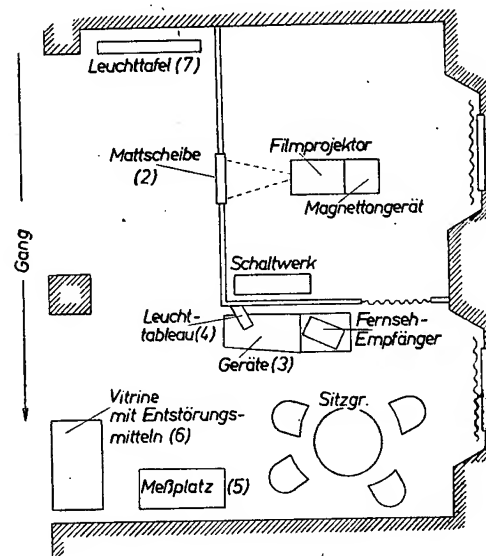 Leuchttafel (7)
Filmprojektor
Mattscheibe
(2)
Magnettongerät
Gang
Schaltwerk
Leucht-
tableau (4)
Fernseh-
Empfänger
Geräte (3)
Vitrine
mit Entstörungs-
mitteln (6)
Sitzgr.
Meßplatz (5)